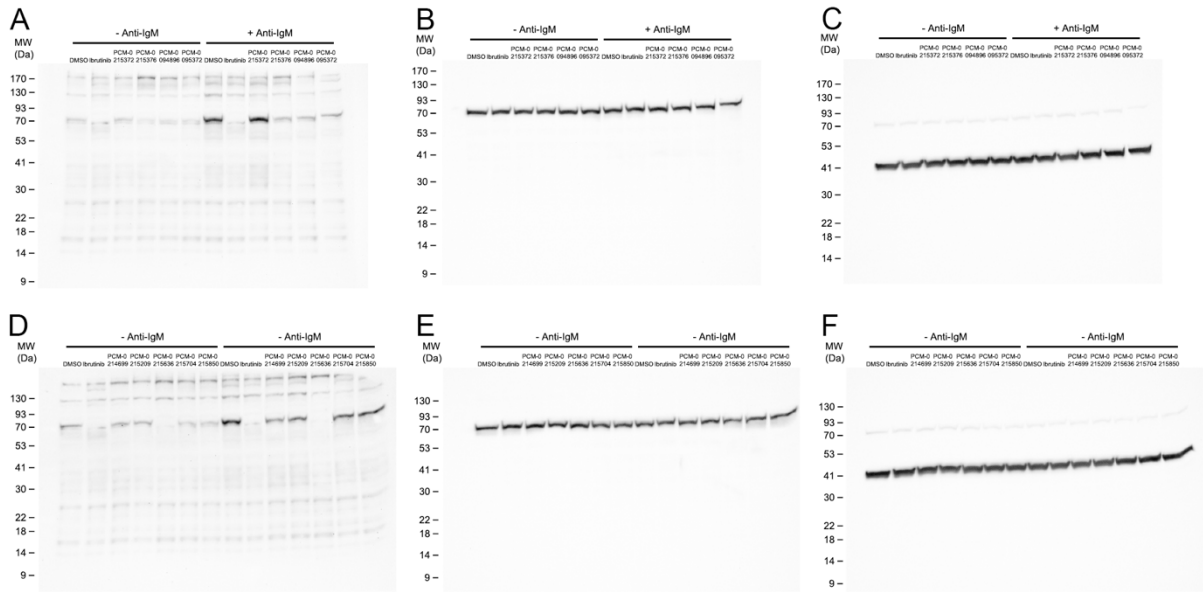 A
- Anti-IgM + Anti-IgM
MW
(Da)
PCM-0 PCM-0 PCM-0 PCM-0 PCM-0 PCM-0 PCM-0 PCM-0
DMSO Ibrutinib 215372 215376 094896 095372 DMSO Ibrutinib 215372 215376 094896 095372
170
130
93
70
53
41
30
22
18
14
9
B
- Anti-IgM + Anti-IgM
MW
(Da)
PCM-0 PCM-0 PCM-0 PCM-0 PCM-0 PCM-0 PCM-0 PCM-0
DMSO Ibrutinib 215372 215376 094896 095372 DMSO Ibrutinib 215372 215376 094896 095372
170
130
93
70
53
41
30
22
18
14
9
C
- Anti-IgM + Anti-IgM
MW
(Da)
PCM-0 PCM-0 PCM-0 PCM-0 PCM-0 PCM-0 PCM-0 PCM-0
DMSO Ibrutinib 215372 215376 094896 095372 DMSO Ibrutinib 215372 215376 094896 095372
170
130
93
70
53
41
30
22
18
14
D
- Anti-IgM - Anti-IgM
MW
(Da)
PCM-0 PCM-0 PCM-0 PCM-0 PCM-0 PCM-0 PCM-0 PCM-0 PCM-0 PCM-0
DMSO Ibrutinib 214699 215209 215636 215704 215850 DMSO Ibrutinib 214699 215209 215636 215704 215850
130
93
70
53
41
30
22
18
14
9
E
- Anti-IgM - Anti-IgM
MW
(Da)
PCM-0 PCM-0 PCM-0 PCM-0 PCM-0 PCM-0 PCM-0 PCM-0 PCM-0 PCM-0
DMSO Ibrutinib 214699 215209 215636 215704 215850 DMSO Ibrutinib 214699 215209 215636 215704 215850
130
93
70
53
41
30
22
18
14
9
F
- Anti-IgM - Anti-IgM
MW
(Da)
PCM-0 PCM-0 PCM-0 PCM-0 PCM-0 PCM-0 PCM-0 PCM-0 PCM-0 PCM-0
DMSO Ibrutinib 214699 215209 215636 215704 215850 DMSO Ibrutinib 214699 215209 215636 215704 215850
130
93
70
53
41
30
22
18
14
9